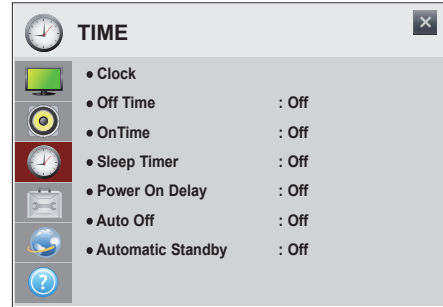 TIME
● Clock
● Off Time : Off
● OnTime : Off
● Sleep Timer : Off
● Power On Delay : Off
● Auto Off : Off
● Automatic Standby : Off
?